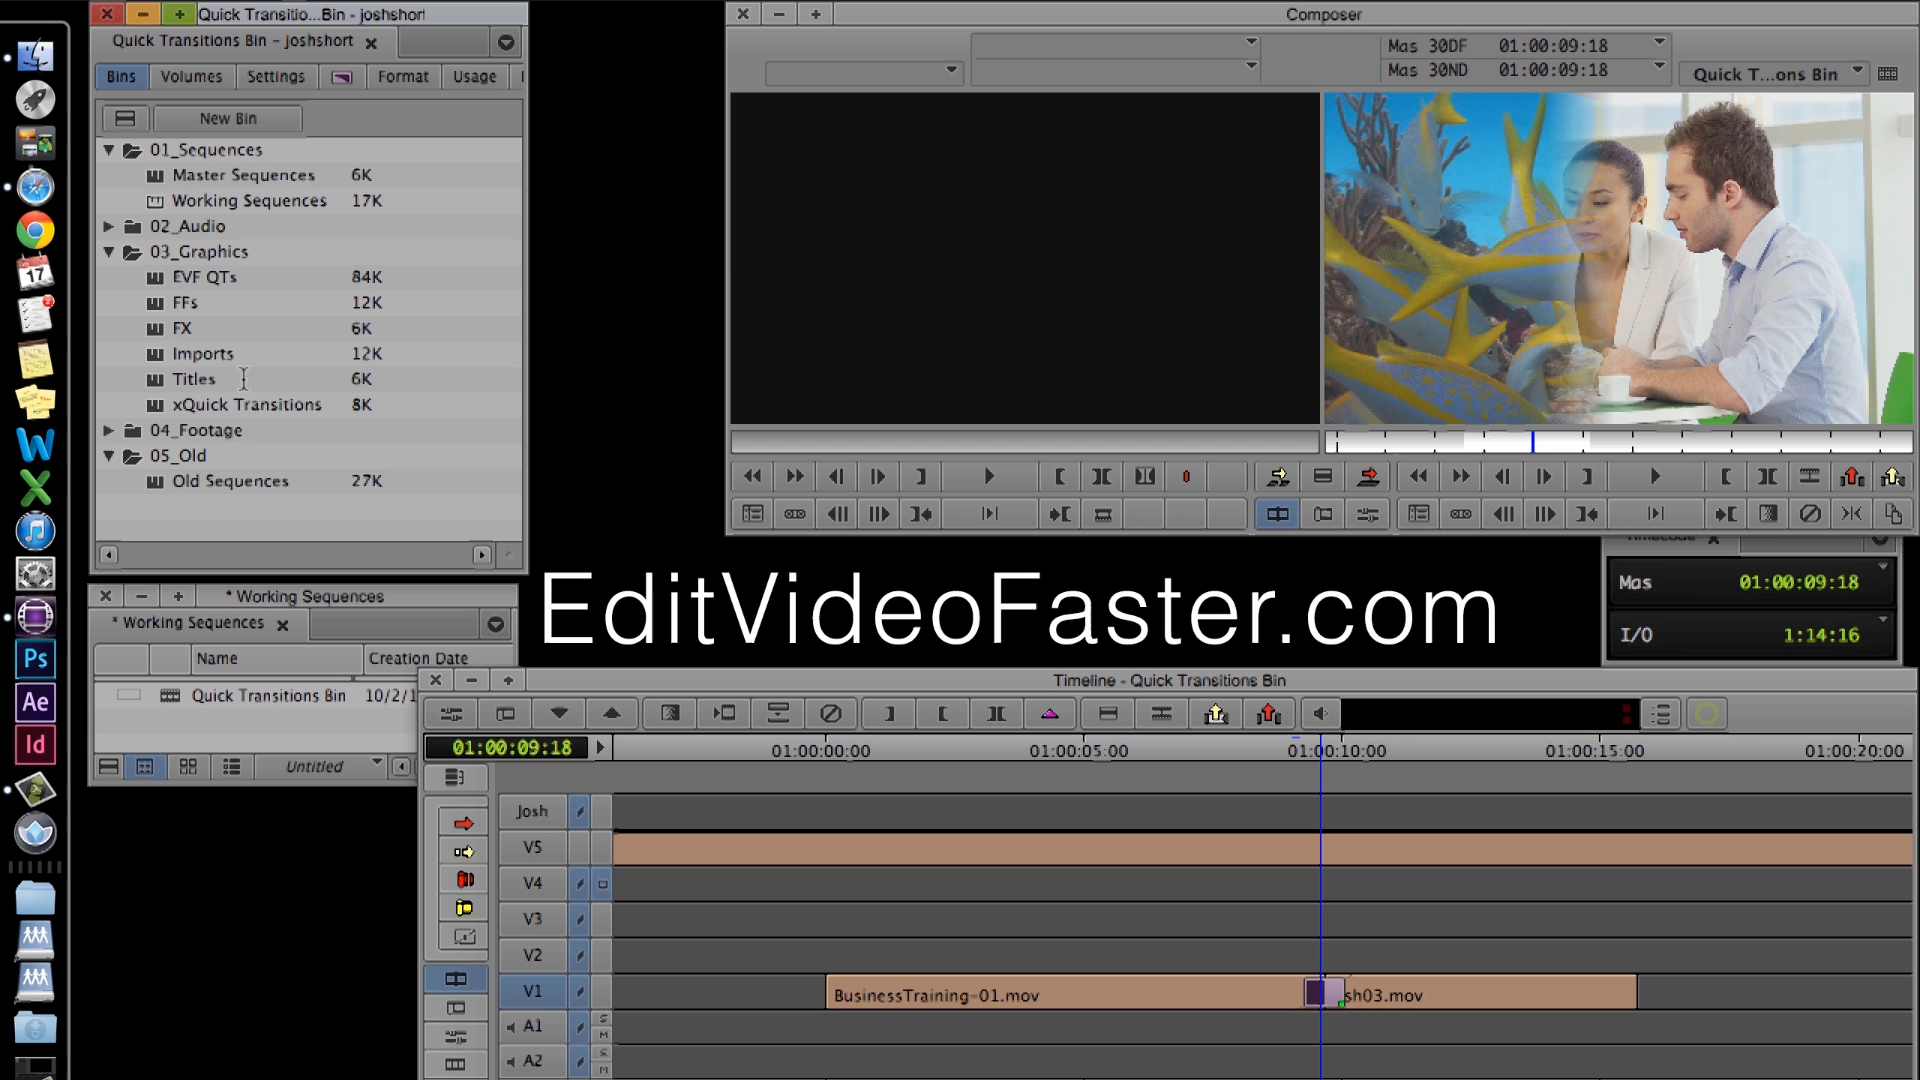 Quick Transitio...Bin - joshshort
Quick Transitions Bin - joshshort
Bins
Volumes
Settings
Format
Usage
New Bin
01_Sequences
Master Sequences 6K
Working Sequences 17K
02_Audio
03_Graphics
EVF QTs 84K
FFs 12K
FX 6K
Imports 12K
Titles 6K
xQuick Transitions 8K
04_Footage
05_Old
Old Sequences 27K
* Working Sequences
* Working Sequences
Name
Creation Date
Quick Transitions Bin 10/2/1
Untitled
Composer
Mas 30DF 01:00:09:18
Mas 30ND 01:00:09:18
Quick T...ons Bin
EditVideoFaster.com
Timecode
Mas 01:00:09:18
I/O 1:14:16
Timeline - Quick Transitions Bin
01:00:09:18
01:00:00:00
01:00:05:00
01:00:10:00
01:00:15:00
01:00:20:00
Josh
V5
V4
V3
V2
V1
BusinessTraining-01.mov
sh03.mov
A1
S
M
A2
S
M
17
2
W
X
Ps
Ae
Id